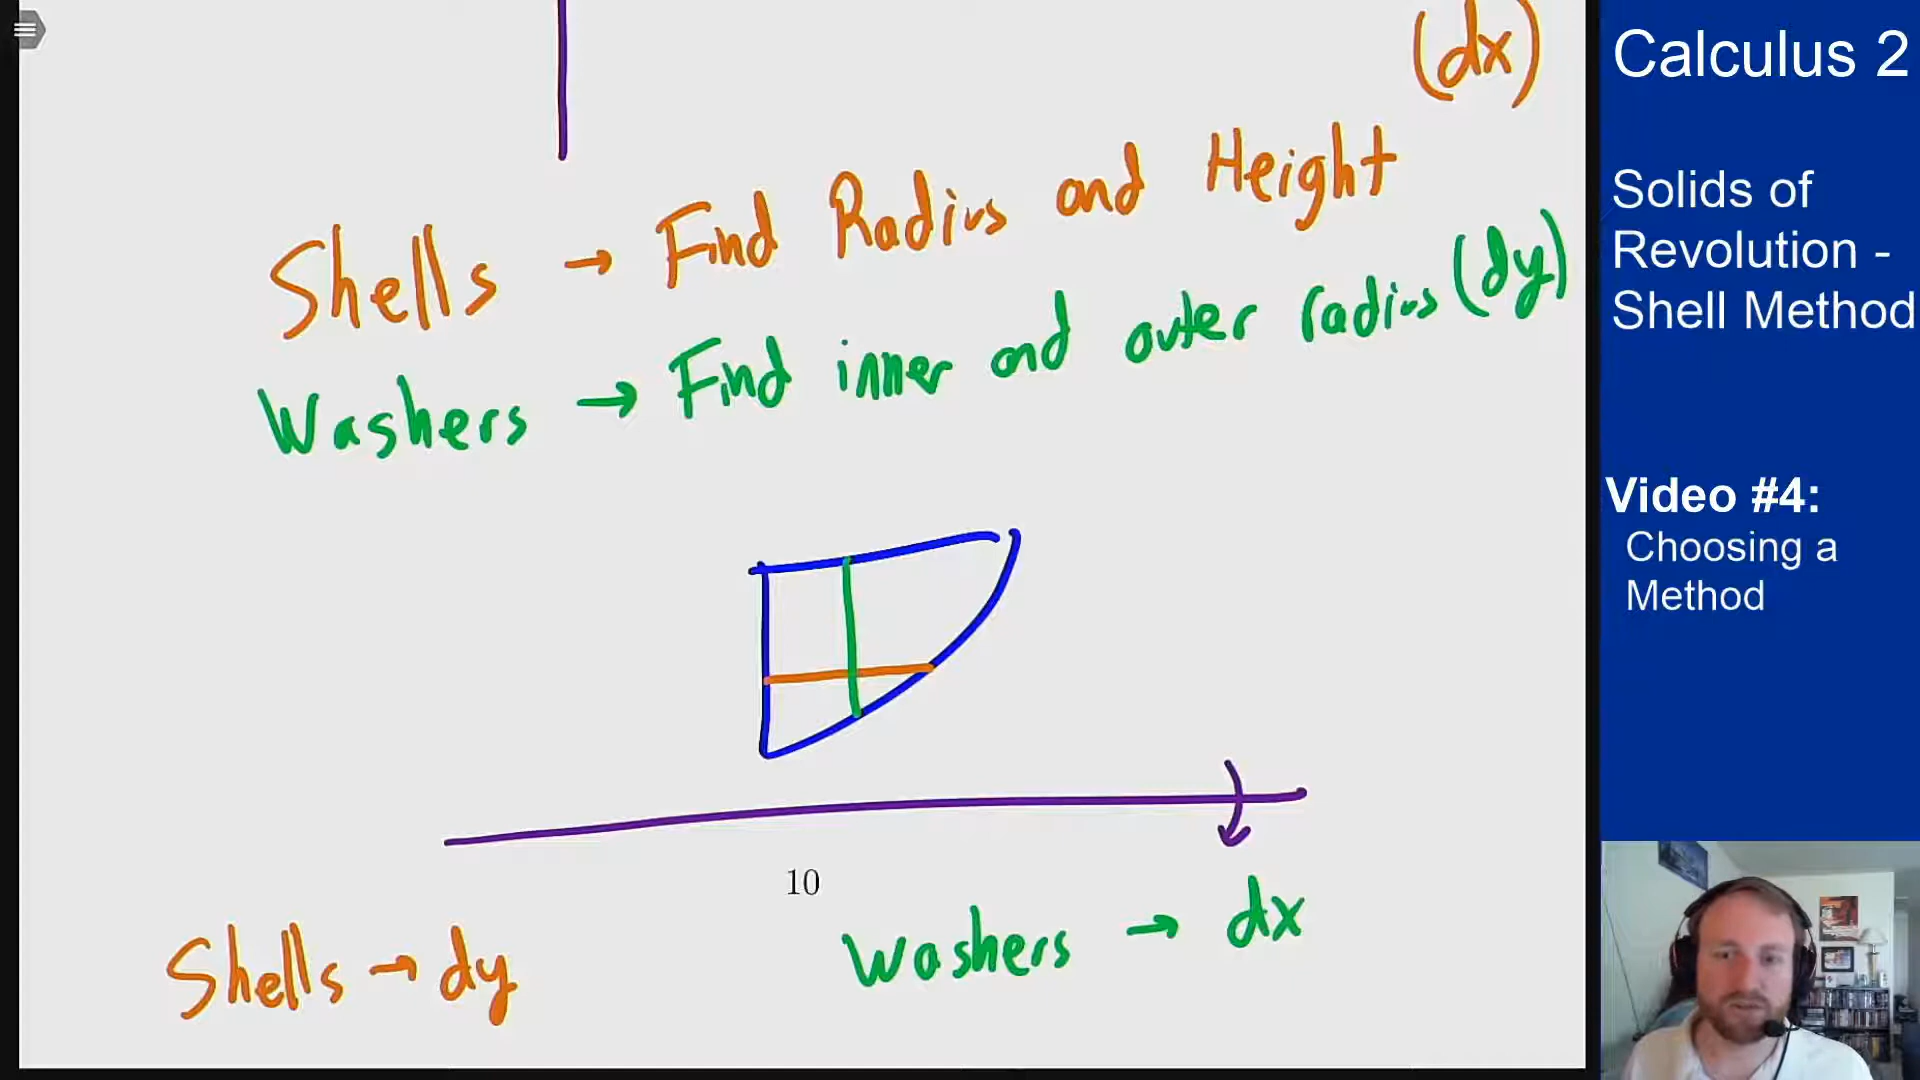 (dx)
Shells → Find Radius and Height
Washers → Find inner and outer radius (dy)
10
Shells → dy
Washers → dx
Calculus 2
Solids of
Revolution -
Shell Method
Video #4:
Choosing a
Method